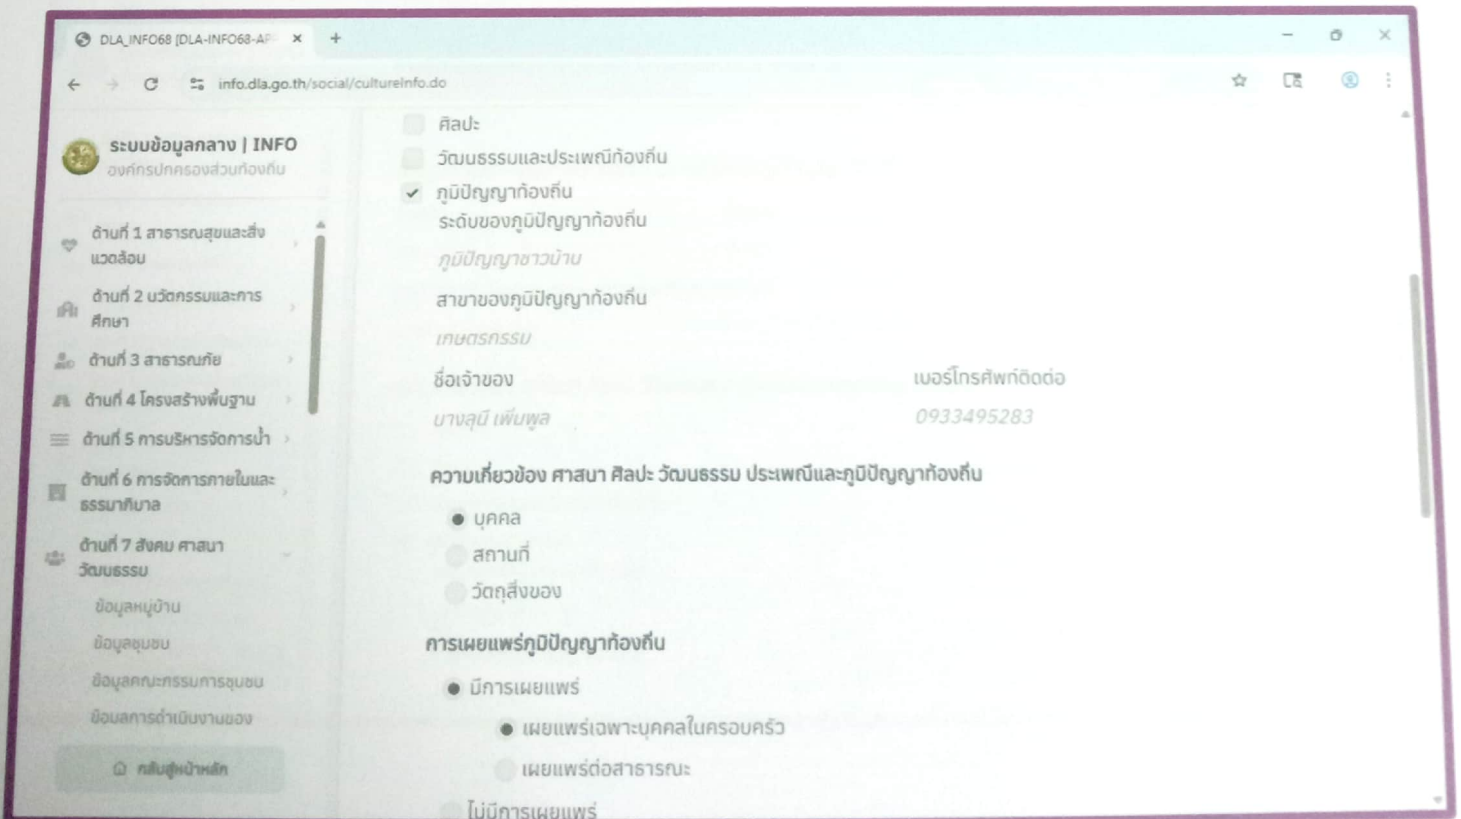 DLA_INFO68 [DLA-INFO68-AP
info.dla.go.th/social/cultureInfo.do
ระบบข้อมูลกลาง | INFO
องค์กรปกครองส่วนท้องถิ่น
ด้านที่ 1 สาธารณสุขและสิ่ง
แวดล้อม
ด้านที่ 2 นวัตกรรมและการ
ศึกษา
ด้านที่ 3 สาธารณภัย
ด้านที่ 4 โครงสร้างพื้นฐาน
ด้านที่ 5 การบริหารจัดการน้ำ
ด้านที่ 6 การจัดการภายในและ
ธรรมาภิบาล
ด้านที่ 7 สังคม ศาสนา
วัฒนธรรม
ข้อมูลหมู่บ้าน
ข้อมูลชุมชน
ข้อมูลคณะกรรมการชุมชน
ข้อมูลการดำเนินงานของ
กลับสู่หน้าหลัก
ศิลปะ
วัฒนธรรมและประเพณีท้องถิ่น
ภูมิปัญญาท้องถิ่น
ระดับของภูมิปัญญาท้องถิ่น
ภูมิปัญญาชาวบ้าน
สาขาของภูมิปัญญาท้องถิ่น
เกษตรกรรม
ชื่อเจ้าของ
เบอร์โทรศัพท์ติดต่อ
นางลุนี เพิ่มพูล
0933495283
ความเกี่ยวข้อง ศาสนา ศิลปะ วัฒนธรรม ประเพณีและภูมิปัญญาท้องถิ่น
บุคคล
สถานที่
วัตถุสิ่งของ
การเผยแพร่ภูมิปัญญาท้องถิ่น
มีการเผยแพร่
เผยแพร่เฉพาะบุคคลในครอบครัว
เผยแพร่ต่อสาธารณะ
ไม่มีการเผยแพร่